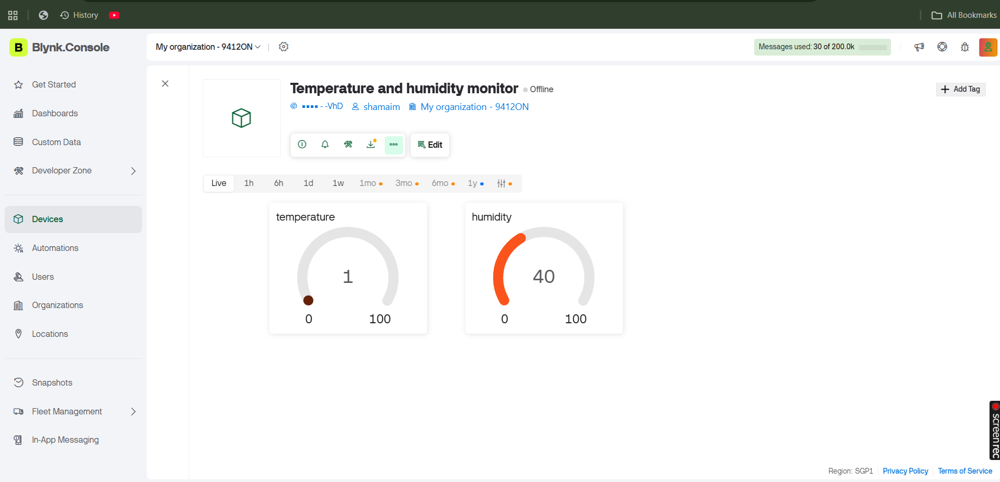 History
All Bookmarks
B Blynk.Console
My organization - 9412ON
Messages used: 30 of 200.0k
Get Started
Dashboards
Custom Data
Developer Zone
Devices
Automations
Users
Organizations
Locations
Snapshots
Fleet Management
In-App Messaging
Temperature and humidity monitor
Offline
Add Tag
- -VhD shamaim My organization - 9412ON
Edit
Live 1h 6h 1d 1w 1mo 3mo 6mo 1y
temperature
1
0 100
humidity
40
0 100
screenrec
Region: SGP1 Privacy Policy Terms of Service